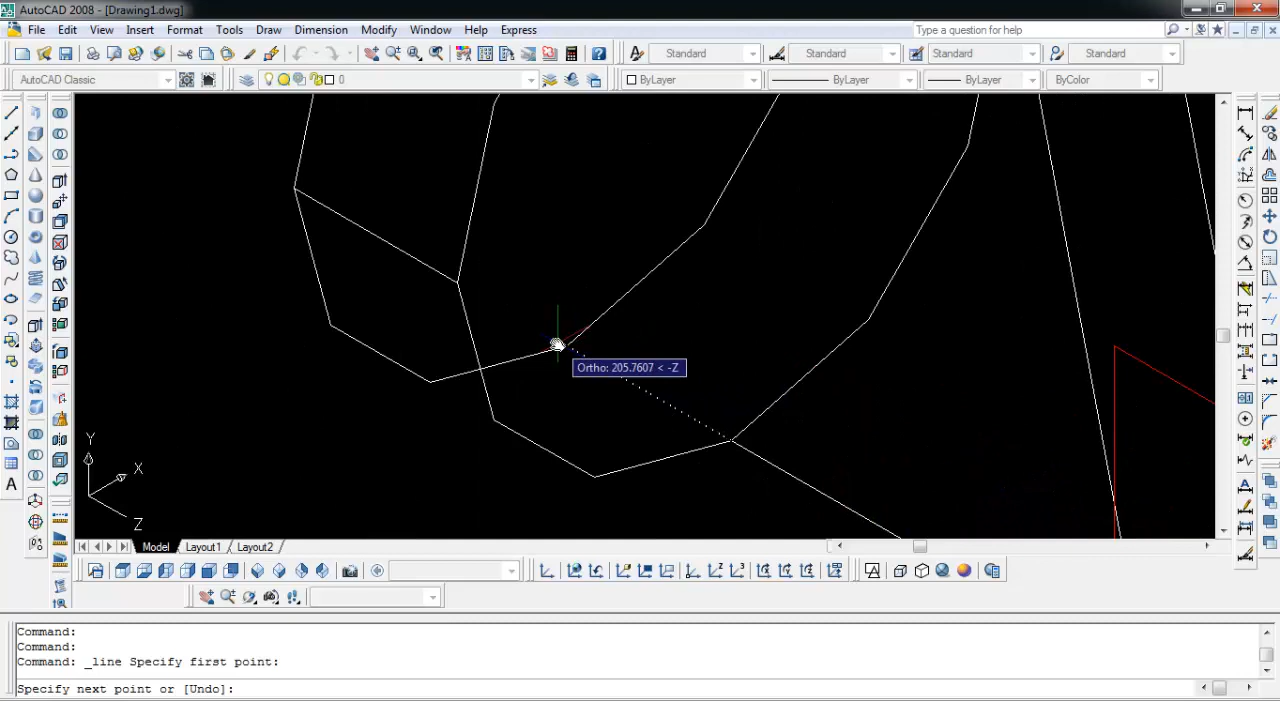 AutoCAD 2008 - [Drawing1.dwg]
File Edit View Insert Format Tools Draw Dimension Modify Window Help Express Type a question for help
Standard Standard Standard Standard
AutoCAD Classic 0 ByLayer ByLayer ByLayer ByColor
Ortho: 205.7607 < -Z
Y
X
Z
A
Model Layout1 Layout2
Command:
Command:
Command: _line Specify first point:
Specify next point or [Undo]: